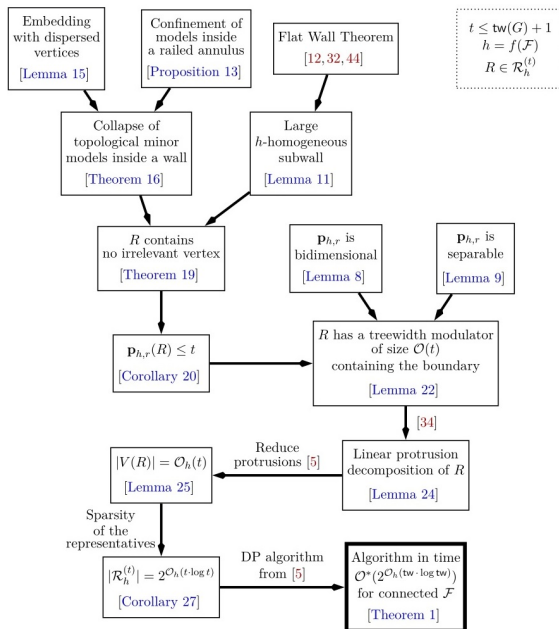 Embedding
with dispersed
vertices
[Lemma 15]
Confinement of
models inside
a railed annulus
[Proposition 13]
Flat Wall Theorem
[12, 32, 44]
t ≤ tw(G) + 1
h = f(ℱ)
R ∈ ℛ_h^{(t)}
Collapse of
topological minor
models inside a wall
[Theorem 16]
Large
h-homogeneous
subwall
[Lemma 11]
R contains
no irrelevant vertex
[Theorem 19]
p_{h,r} is
bidimensional
[Lemma 8]
p_{h,r} is
separable
[Lemma 9]
p_{h,r}(R) ≤ t
[Corollary 20]
R has a treewidth modulator
of size 𝒪(t)
containing the boundary
[Lemma 22]
[34]
Linear protrusion
decomposition of R
[Lemma 24]
Reduce
protrusions [5]
|V(R)| = 𝒪_h(t)
[Lemma 25]
Sparsity
of the
representatives
|ℛ_h^{(t)}| = 2^{𝒪_h(t·log t)}
[Corollary 27]
DP algorithm
from [5]
Algorithm in time
𝒪*(2^{𝒪_h(tw·log tw)})
for connected ℱ
[Theorem 1]